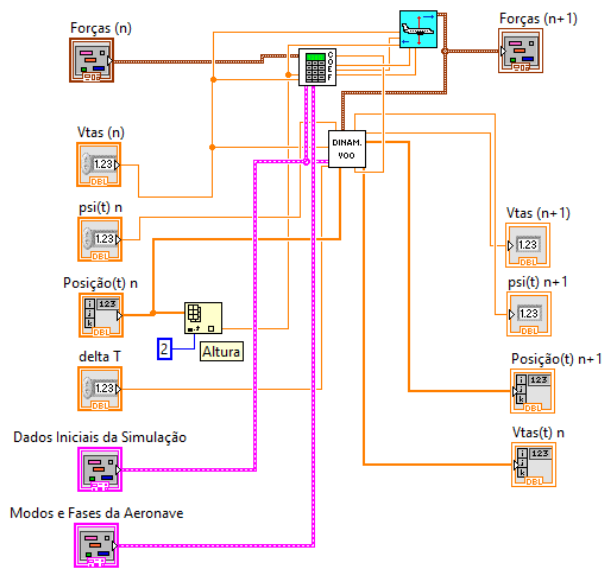 Forças (n)
Forças (n+1)
COEF
Vtas (n)
1.23
DBL
DINAM.
VOO
psi(t) n
1.23
DBL
Vtas (n+1)
1.23
DBL
Posição(t) n
i
j
k
123
DBL
psi(t) n+1
1.23
DBL
2
Altura
delta T
1.23
DBL
Posição(t) n+1
i
j
k
123
DBL
Dados Iniciais da Simulação
Vtas(t) n
i
j
k
123
DBL
Modos e Fases da Aeronave